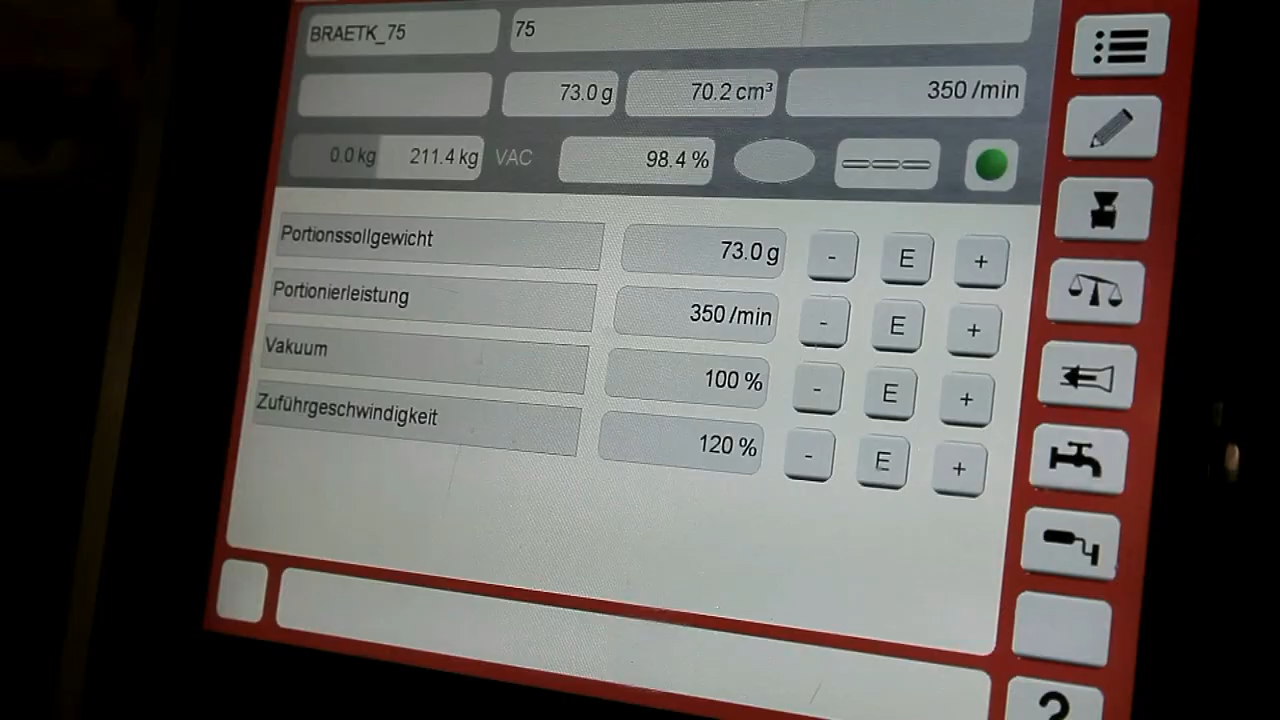 BRAETK_75 75
73.0 g 70.2 cm³ 350 /min
0.0 kg 211.4 kg VAC 98.4 %
Portionssollgewicht 73.0 g - E +
Portionierleistung 350 /min - E +
Vakuum 100 % - E +
Zuführgeschwindigkeit 120 % - E +
?